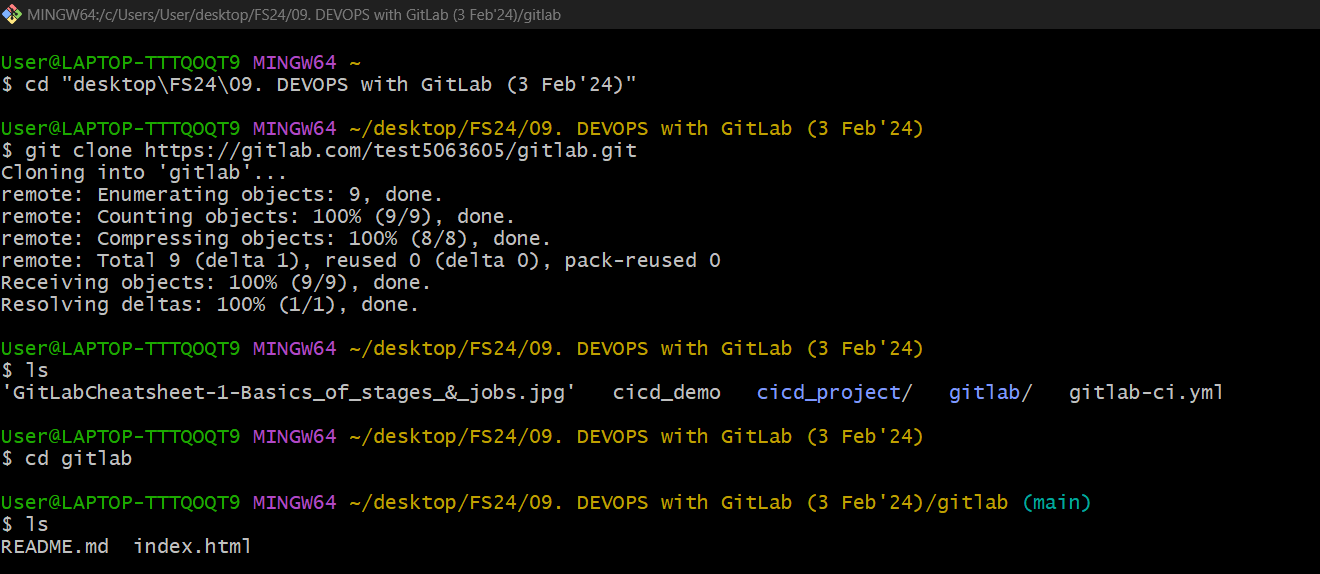 MINGW64:/c/Users/User/desktop/FS24/09. DEVOPS with GitLab (3 Feb'24)/gitlab
User@LAPTOP-TTTQOQT9 MINGW64 ~
$ cd "desktop\FS24\09. DEVOPS with GitLab (3 Feb'24)"
User@LAPTOP-TTTQOQT9 MINGW64 ~/desktop/FS24/09. DEVOPS with GitLab (3 Feb'24)
$ git clone https://gitlab.com/test5063605/gitlab.git
Cloning into 'gitlab'...
remote: Enumerating objects: 9, done.
remote: Counting objects: 100% (9/9), done.
remote: Compressing objects: 100% (8/8), done.
remote: Total 9 (delta 1), reused 0 (delta 0), pack-reused 0
Receiving objects: 100% (9/9), done.
Resolving deltas: 100% (1/1), done.
User@LAPTOP-TTTQOQT9 MINGW64 ~/desktop/FS24/09. DEVOPS with GitLab (3 Feb'24)
$ ls
'GitLabCheatsheet-1-Basics_of_stages_&_jobs.jpg'   cicd_demo   cicd_project/   gitlab/   gitlab-ci.yml
User@LAPTOP-TTTQOQT9 MINGW64 ~/desktop/FS24/09. DEVOPS with GitLab (3 Feb'24)
$ cd gitlab
User@LAPTOP-TTTQOQT9 MINGW64 ~/desktop/FS24/09. DEVOPS with GitLab (3 Feb'24)/gitlab (main)
$ ls
README.md  index.html